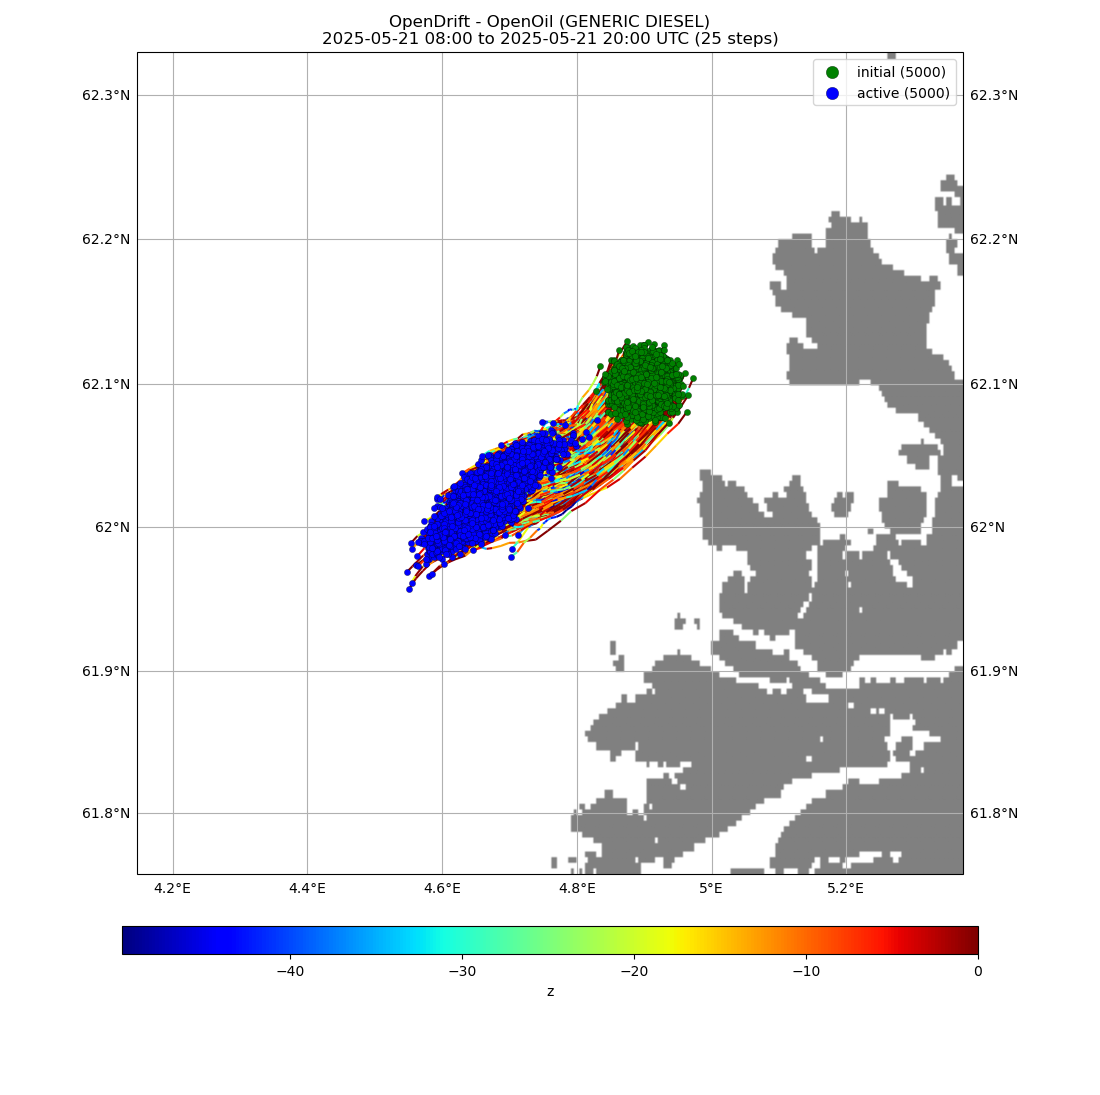 OpenDrift - OpenOil (GENERIC DIESEL)
2025-05-21 08:00 to 2025-05-21 20:00 UTC (25 steps)
initial (5000)
active (5000)
62.3°N 62.3°N
62.2°N 62.2°N
62.1°N 62.1°N
62°N 62°N
61.9°N 61.9°N
61.8°N 61.8°N
4.2°E 4.4°E 4.6°E 4.8°E 5°E 5.2°E
−40 −30 −20 −10 0
z